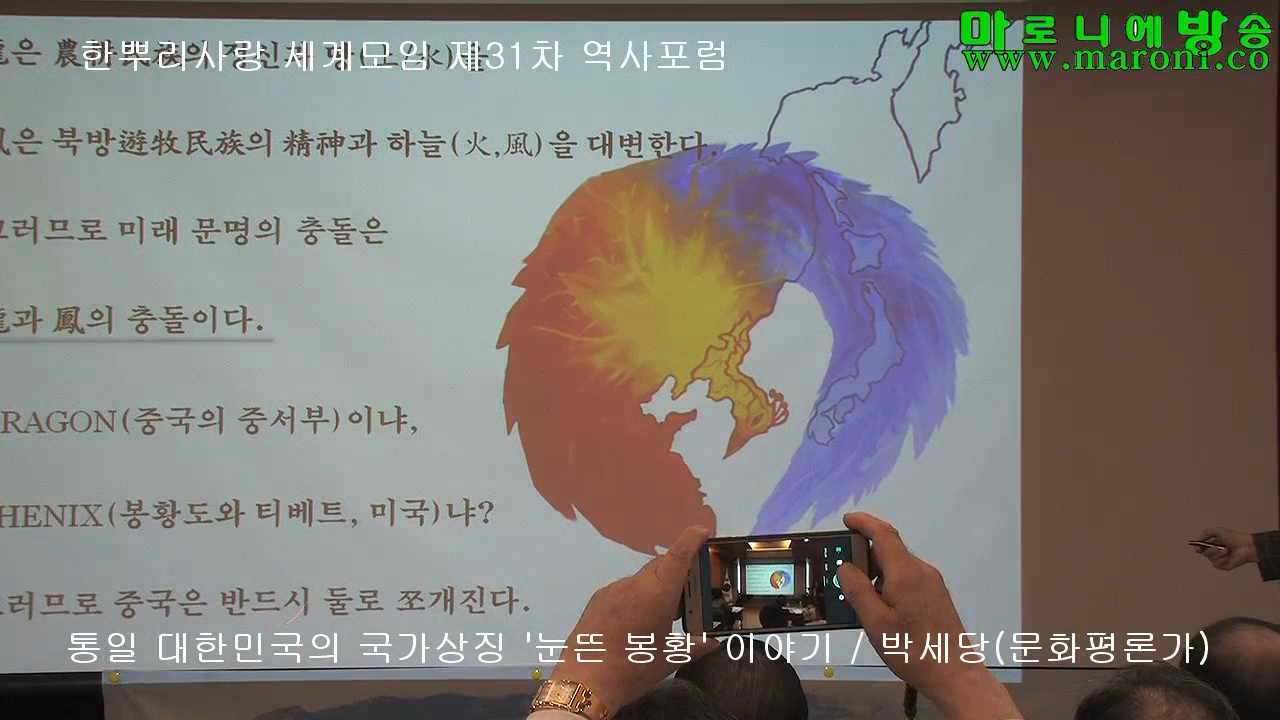 마로니에방송
www.maroni.co
한뿌리사랑 세계모임 제31차 역사포럼
은 북방遊牧民族의 精神과 하늘(火,風)을 대변한다.
그러므로 미래 문명의 충돌은
龍과 鳳의 충돌이다.
RAGON(중국의 중서부)이냐,
HENIX(봉황도와 티베트, 미국)냐?
그러므로 중국은 반드시 둘로 쪼개진다.
통일 대한민국의 국가상징 '눈뜬 봉황' 이야기 / 박세당(문화평론가)